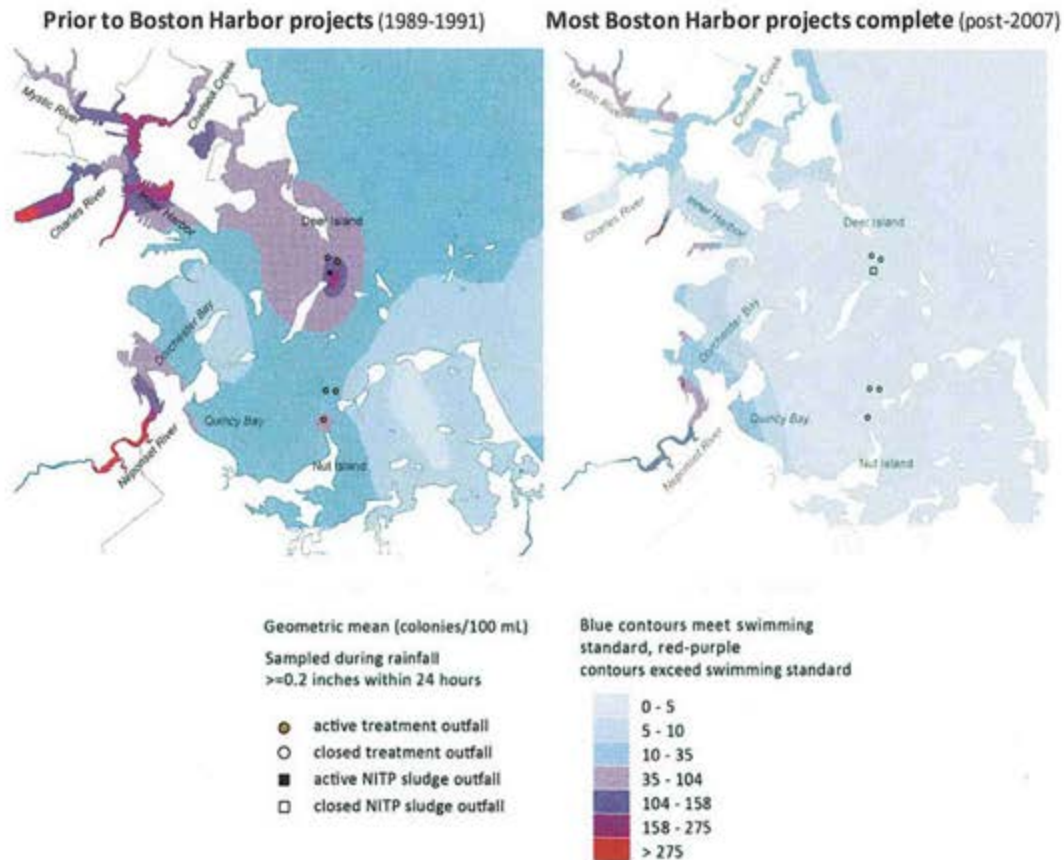 Prior to Boston Harbor projects (1989-1991)
Most Boston Harbor projects complete (post-2007)
Mystic River
Chelsea Creek
Charles River
Inner Harbor
Deer Island
Dorchester Bay
Quincy Bay
Neponset River
Nut Island
Mystic River
Chelsea Creek
Charles River
Inner Harbor
Deer Island
Dorchester Bay
Quincy Bay
Neponset River
Nut Island
Geometric mean (colonies/100 mL)
Sampled during rainfall
>=0.2 inches within 24 hours
active treatment outfall
closed treatment outfall
active NITP sludge outfall
closed NITP sludge outfall
Blue contours meet swimming
standard, red-purple
contours exceed swimming standard
0 - 5
5 - 10
10 - 35
35 - 104
104 - 158
158 - 275
> 275